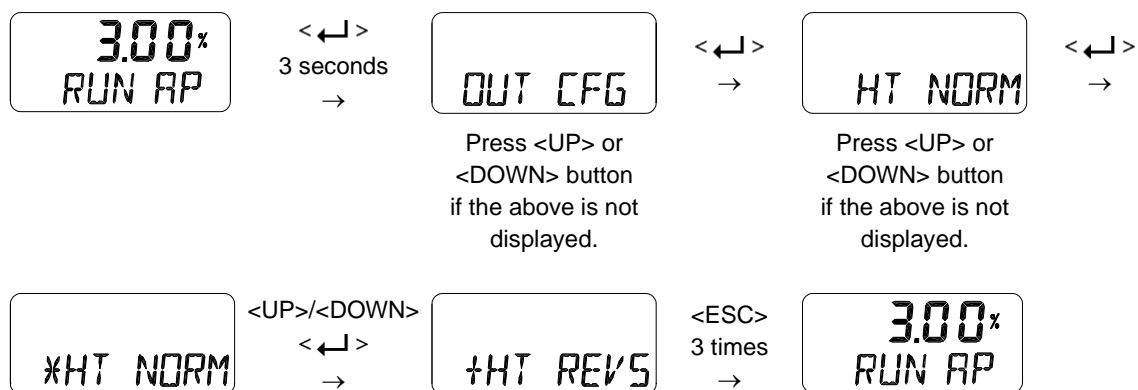 3.00%
RUN AP
<↵>
3 seconds
→
OUT CFG
Press <UP> or
<DOWN> button
if the above is not
displayed.
<↵>
→
HT NORM
Press <UP> or
<DOWN> button
if the above is not
displayed.
<↵>
→
*HT NORM
<UP>/<DOWN>
<↵>
→
+HT REVS
<ESC>
3 times
→
3.00%
RUN AP